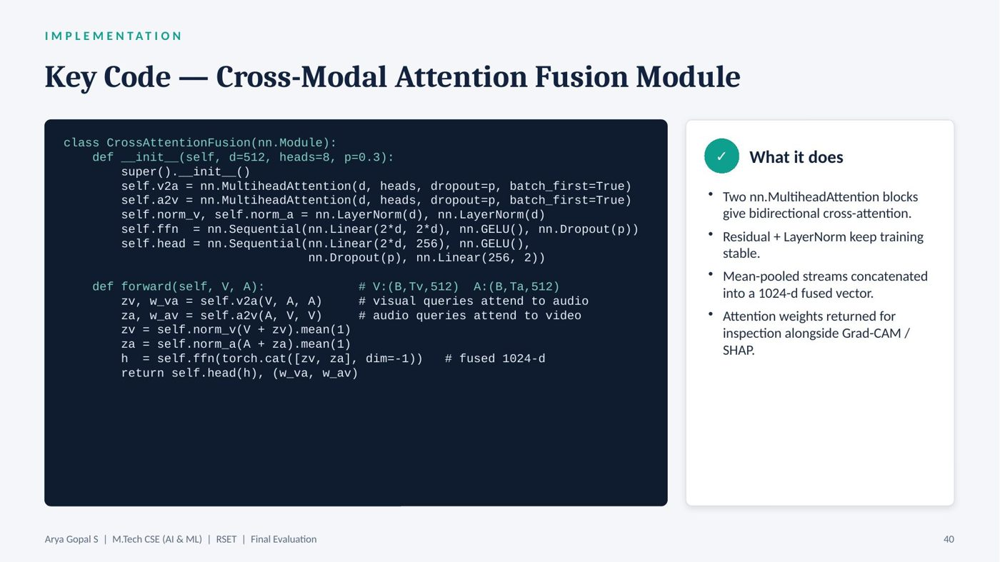 IMPLEMENTATION
Key Code — Cross-Modal Attention Fusion Module
class CrossAttentionFusion(nn.Module):
    def __init__(self, d=512, heads=8, p=0.3):
        super().__init__()
        self.v2a = nn.MultiheadAttention(d, heads, dropout=p, batch_first=True)
        self.a2v = nn.MultiheadAttention(d, heads, dropout=p, batch_first=True)
        self.norm_v, self.norm_a = nn.LayerNorm(d), nn.LayerNorm(d)
        self.ffn  = nn.Sequential(nn.Linear(2*d, 2*d), nn.GELU(), nn.Dropout(p))
        self.head = nn.Sequential(nn.Linear(2*d, 256), nn.GELU(),
                                  nn.Dropout(p), nn.Linear(256, 2))
    def forward(self, V, A):             # V:(B,Tv,512)  A:(B,Ta,512)
        zv, w_va = self.v2a(V, A, A)     # visual queries attend to audio
        za, w_av = self.a2v(A, V, V)     # audio queries attend to video
        zv = self.norm_v(V + zv).mean(1)
        za = self.norm_a(A + za).mean(1)
        h  = self.ffn(torch.cat([zv, za], dim=-1))   # fused 1024-d
        return self.head(h), (w_va, w_av)
✓ What it does
• Two nn.MultiheadAttention blocks
give bidirectional cross-attention.
• Residual + LayerNorm keep training
stable.
• Mean-pooled streams concatenated
into a 1024-d fused vector.
• Attention weights returned for
inspection alongside Grad-CAM /
SHAP.
Arya Gopal S | M.Tech CSE (AI & ML) | RSET | Final Evaluation
40